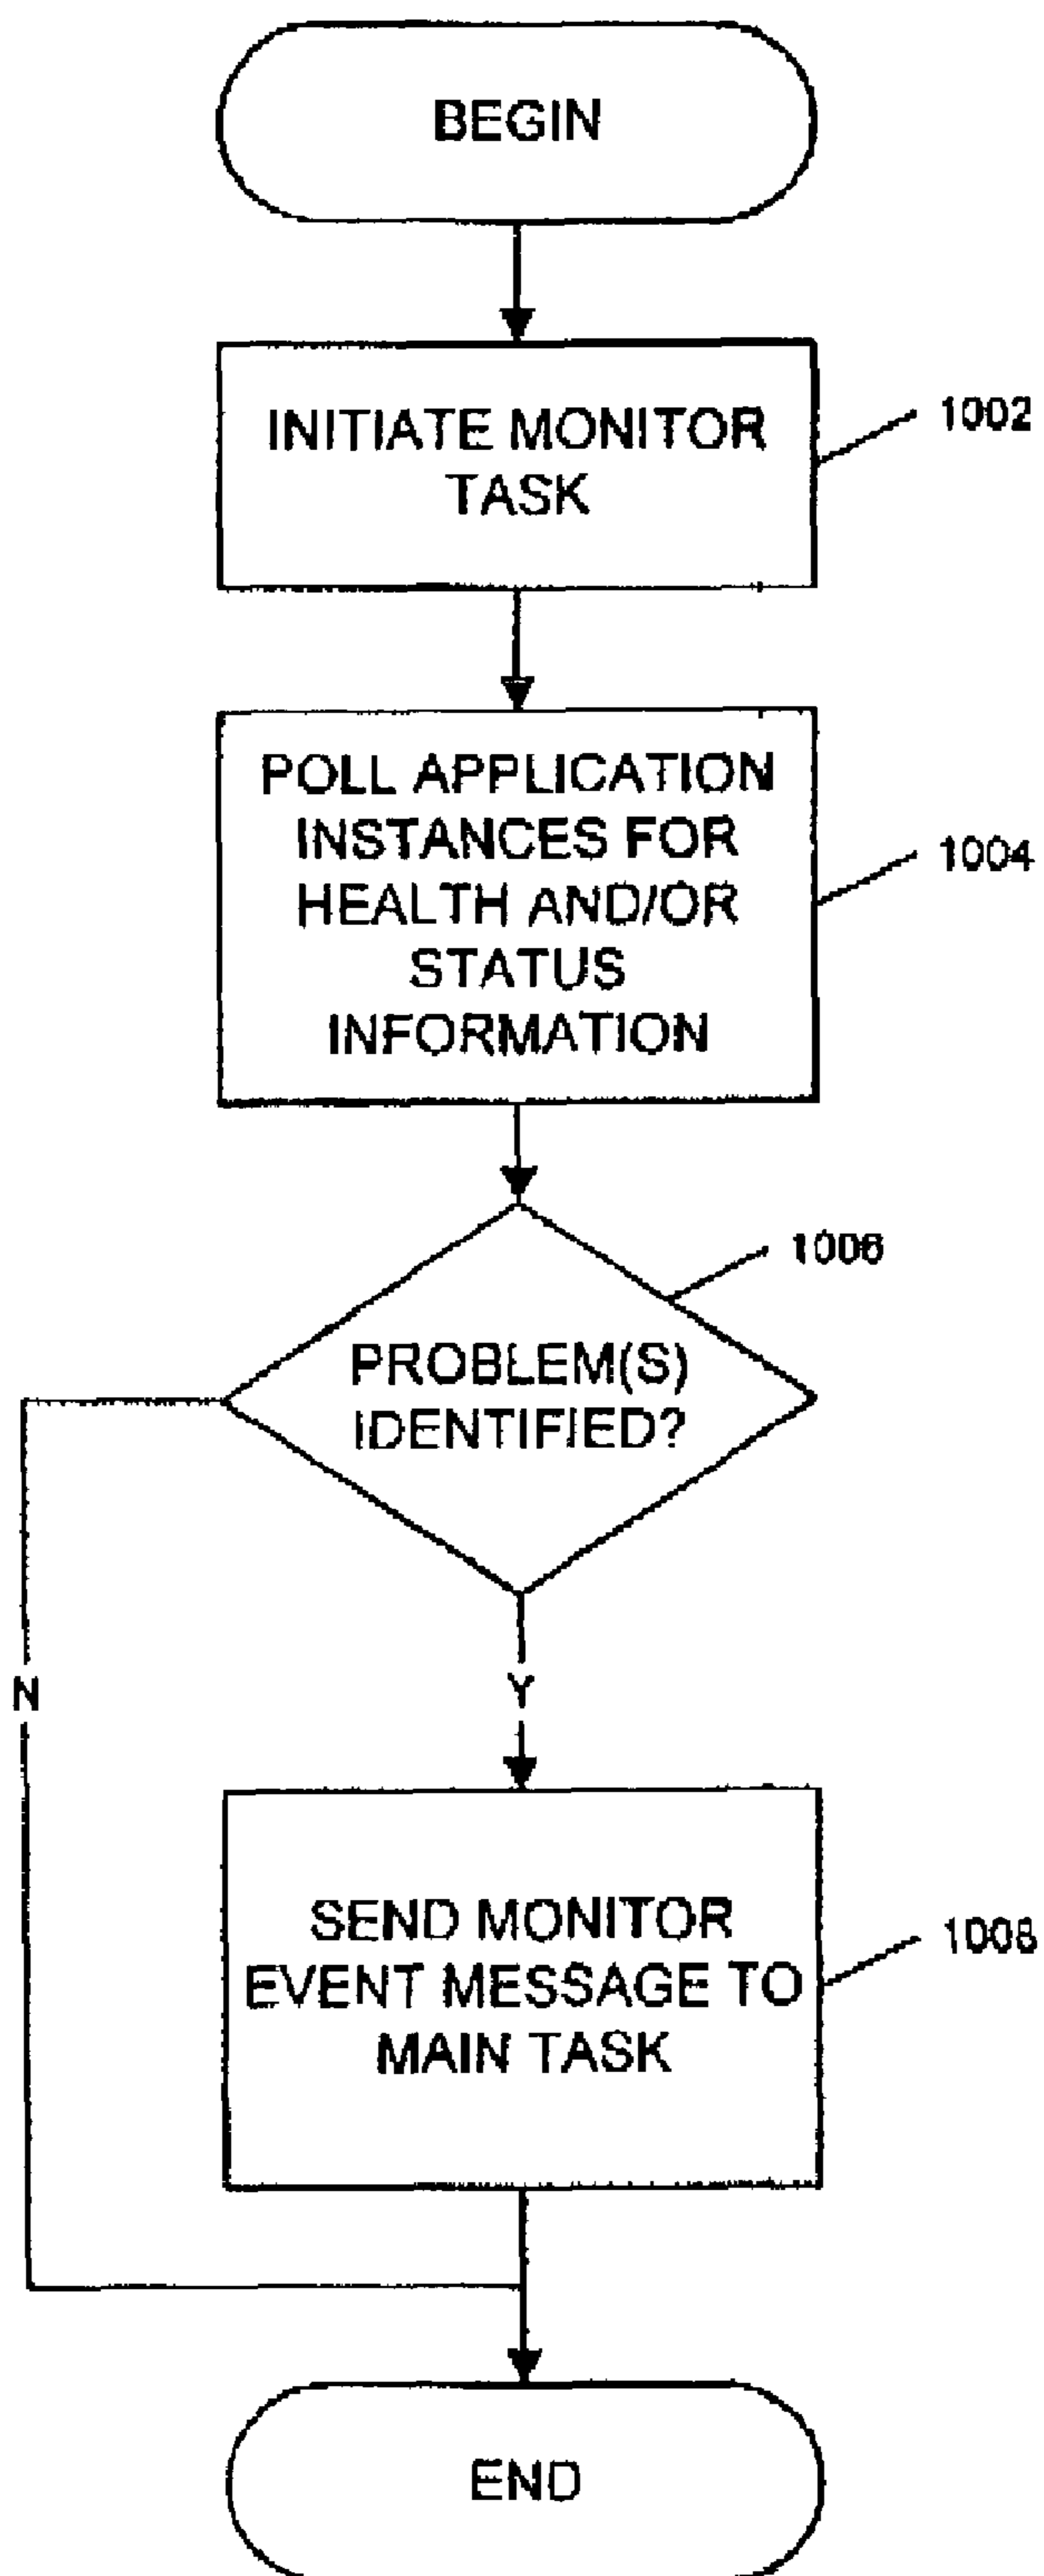 BEGIN
INITIATE MONITOR
TASK
1002
POLL APPLICATION
INSTANCES FOR
HEALTH AND/OR
STATUS
INFORMATION
1004
1006
PROBLEM(S)
IDENTIFIED?
N
Y
SEND MONITOR
EVENT MESSAGE TO
MAIN TASK
1008
END